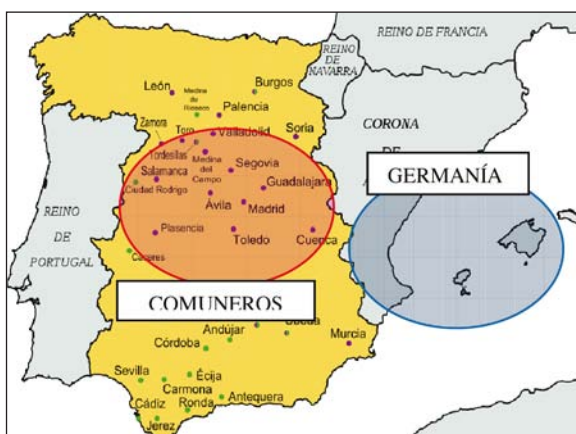 REINO DE FRANCIA
REINO
DE
NAVARRA
León
Medina
de
Rioseco
Burgos
Palencia
Zamora
Toro
Valladolid
Soria
CORONA
DE
Tordesillas
Medina
del
Campo
Segovia
Salamanca
Ciudad Rodrigo
Guadalajara
GERMANÍA
Ávila
Madrid
REINO
DE
PORTUGAL
Plasencia
Toledo
Cuenca
Cáceres
COMUNEROS
Andújar
Córdoba
Murcia
Sevilla
Écija
Carmona
Cádiz
Ronda
Antequera
Jerez